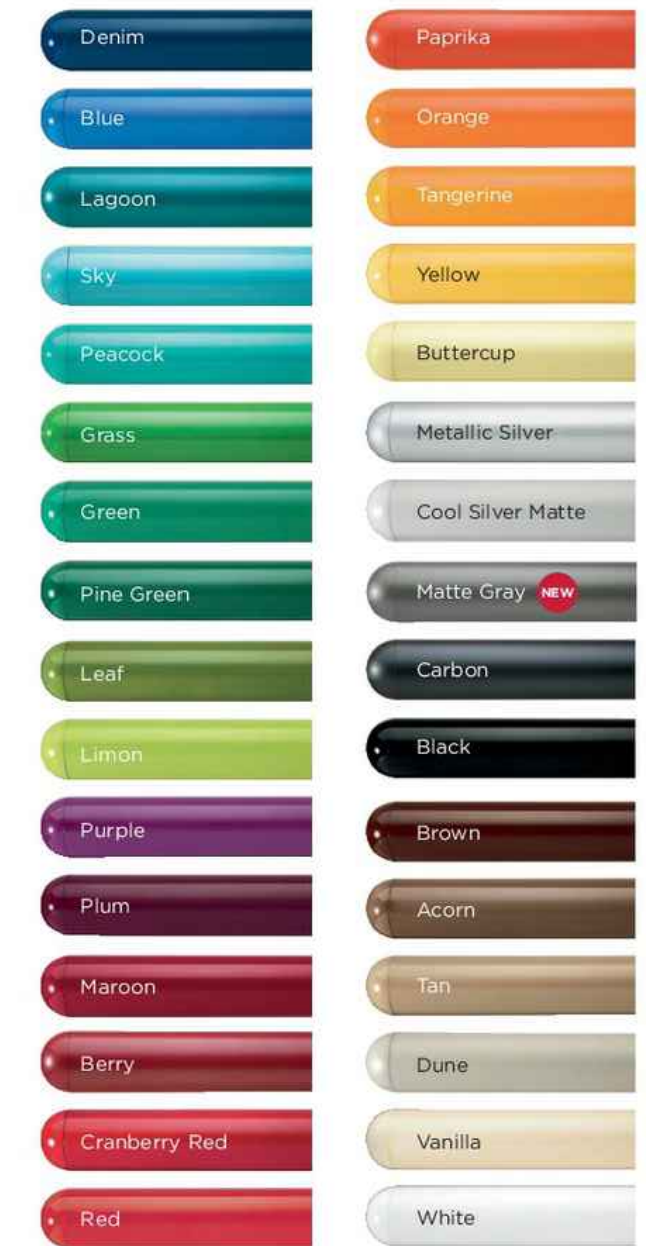 Denim
Blue
Lagoon
Sky
Peacock
Grass
Green
Pine Green
Leaf
Limon
Purple
Plum
Maroon
Berry
Cranberry Red
Red
Paprika
Orange
Tangerine
Yellow
Buttercup
Metallic Silver
Cool Silver Matte
Matte Gray NEW
Carbon
Black
Brown
Acorn
Tan
Dune
Vanilla
White